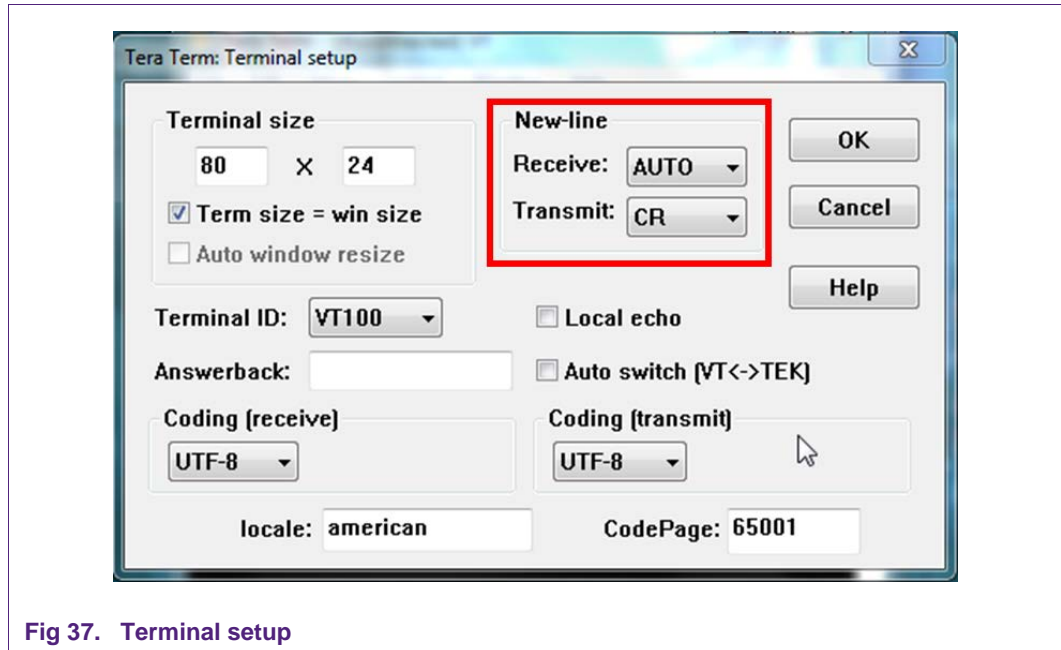 Tera Term: Terminal setup
Terminal size
80 X 24
Term size = win size
Auto window resize
New-line
Receive: AUTO
Transmit: CR
OK
Cancel
Help
Terminal ID: VT100
Local echo
Answerback:
Auto switch (VT<->TEK)
Coding (receive)
UTF-8
Coding (transmit)
UTF-8
locale: american
CodePage: 65001
Fig 37. Terminal setup